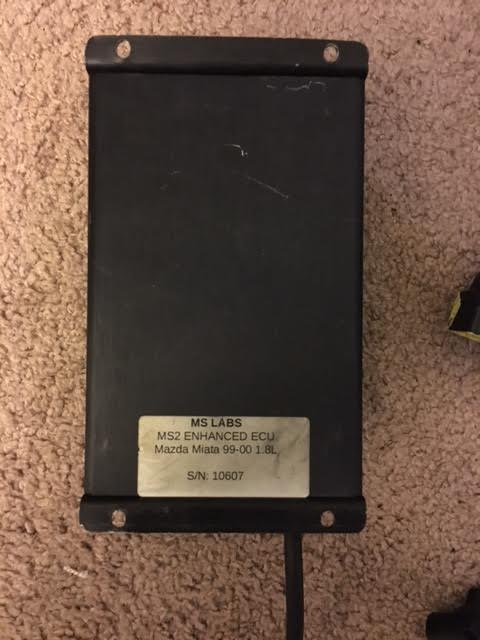 MS LABS
MS2 ENHANCED ECU
Mazda Miata 99-00 1.8L
S/N: 10607